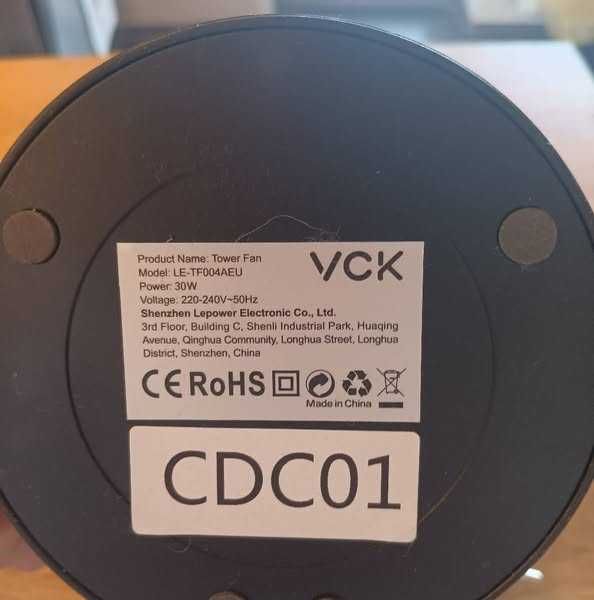 VCK
Product Name: Tower Fan
Model: LE-TF004AEU
Power: 30W
Voltage: 220-240V~50Hz
Shenzhen Lepower Electronic Co., Ltd.
3rd Floor, Building C, Shenli Industrial Park, Huaqing
Avenue, Qinghua Community, Longhua Street, Longhua
District, Shenzhen, China
CE RoHS
Made in China
CDC01